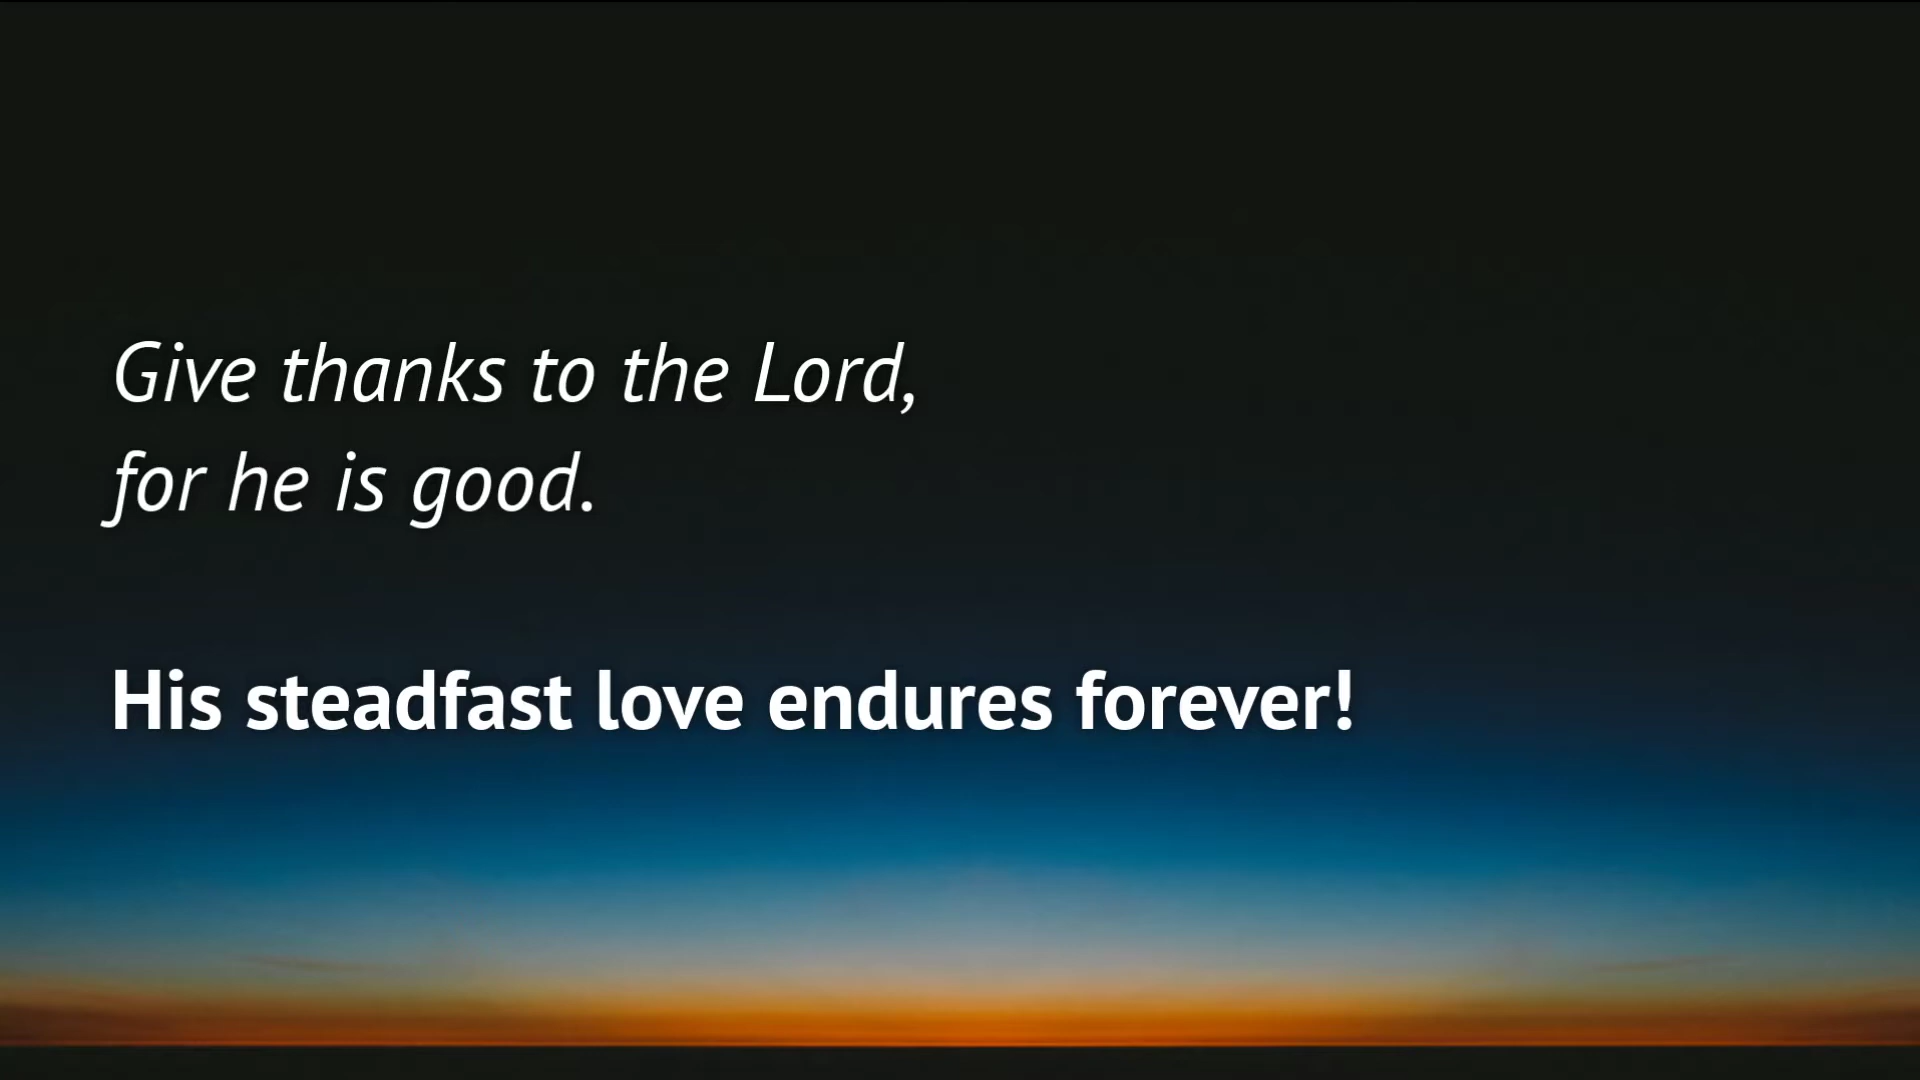 Give thanks to the Lord,
for he is good.
His steadfast love endures forever!